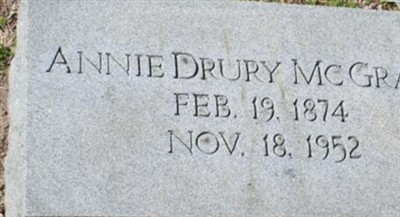 ANNIE DRURY MCGRA
FEB. 19. 1874
NOV. 18. 1952